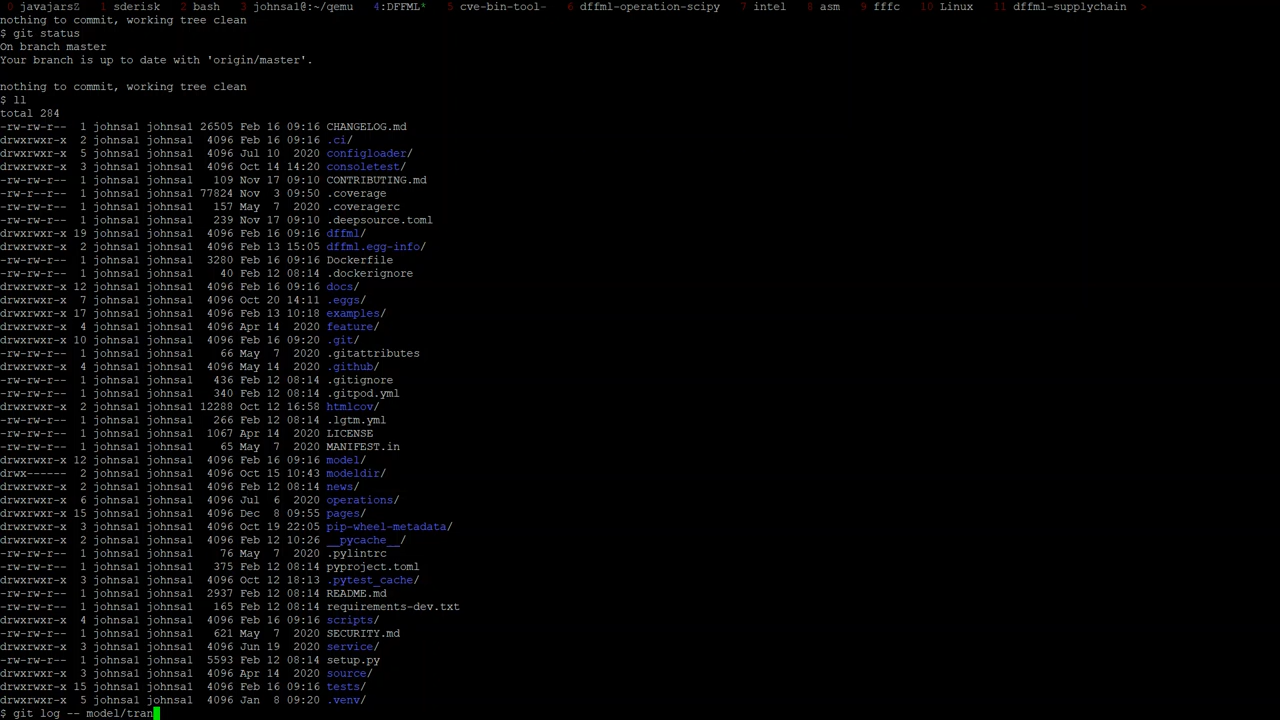 0 javajarsZ 1 sderisk 2 bash 3 johnsal@:~/qemu 4:DFFML* 5 cve-bin-tool- 6 dffml-operation-scipy 7 intel 8 asm 9 fffc 10 Linux 11 dffml-supplychain >
nothing to commit, working tree clean
$ git status
On branch master
Your branch is up to date with 'origin/master'.
nothing to commit, working tree clean
$ ll
total 284
-rw-rw-r-- 1 johnsal johnsal 26505 Feb 16 09:16 CHANGELOG.md
drwxrwxr-x 2 johnsal johnsal 4096 Feb 16 09:16 .ci/
drwxrwxr-x 5 johnsal johnsal 4096 Jul 10 2020 configloader/
drwxrwxr-x 3 johnsal johnsal 4096 Oct 14 14:20 consoletest/
-rw-rw-r-- 1 johnsal johnsal 109 Nov 17 09:10 CONTRIBUTING.md
-rw-r--r-- 1 johnsal johnsal 77824 Nov 3 09:50 .coverage
-rw-rw-r-- 1 johnsal johnsal 157 May 7 2020 .coveragerc
-rw-rw-r-- 1 johnsal johnsal 239 Nov 17 09:10 .deepsource.toml
drwxrwxr-x 19 johnsal johnsal 4096 Feb 16 09:16 dffml/
drwxrwxr-x 2 johnsal johnsal 4096 Feb 13 15:05 dffml.egg-info/
-rw-rw-r-- 1 johnsal johnsal 3280 Feb 16 09:16 Dockerfile
-rw-rw-r-- 1 johnsal johnsal 40 Feb 12 08:14 .dockerignore
drwxrwxr-x 12 johnsal johnsal 4096 Feb 16 09:16 docs/
drwxrwxr-x 7 johnsal johnsal 4096 Oct 20 14:11 .eggs/
drwxrwxr-x 17 johnsal johnsal 4096 Feb 13 10:18 examples/
drwxrwxr-x 4 johnsal johnsal 4096 Apr 14 2020 feature/
drwxrwxr-x 10 johnsal johnsal 4096 Feb 16 09:20 .git/
-rw-rw-r-- 1 johnsal johnsal 66 May 7 2020 .gitattributes
drwxrwxr-x 4 johnsal johnsal 4096 May 14 2020 .github/
-rw-rw-r-- 1 johnsal johnsal 436 Feb 12 08:14 .gitignore
-rw-rw-r-- 1 johnsal johnsal 340 Feb 12 08:14 .gitpod.yml
drwxrwxr-x 2 johnsal johnsal 12288 Oct 12 16:58 htmlcov/
-rw-rw-r-- 1 johnsal johnsal 266 Feb 12 08:14 .lgtm.yml
-rw-rw-r-- 1 johnsal johnsal 1067 Apr 14 2020 LICENSE
-rw-rw-r-- 1 johnsal johnsal 65 May 7 2020 MANIFEST.in
drwxrwxr-x 12 johnsal johnsal 4096 Feb 16 09:16 model/
drwx------ 2 johnsal johnsal 4096 Oct 15 10:43 modeldir/
drwxrwxr-x 2 johnsal johnsal 4096 Feb 12 08:14 news/
drwxrwxr-x 6 johnsal johnsal 4096 Jul 6 2020 operations/
drwxrwxr-x 15 johnsal johnsal 4096 Dec 8 09:55 pages/
drwxrwxr-x 3 johnsal johnsal 4096 Oct 19 22:05 pip-wheel-metadata/
drwxrwxr-x 2 johnsal johnsal 4096 Feb 12 10:26 __pycache__/
-rw-rw-r-- 1 johnsal johnsal 76 May 7 2020 .pylintrc
-rw-rw-r-- 1 johnsal johnsal 375 Feb 12 08:14 pyproject.toml
drwxrwxr-x 3 johnsal johnsal 4096 Oct 12 18:13 .pytest_cache/
-rw-rw-r-- 1 johnsal johnsal 2937 Feb 12 08:14 README.md
-rw-rw-r-- 1 johnsal johnsal 165 Feb 12 08:14 requirements-dev.txt
drwxrwxr-x 4 johnsal johnsal 4096 Feb 16 09:16 scripts/
-rw-rw-r-- 1 johnsal johnsal 621 May 7 2020 SECURITY.md
drwxrwxr-x 3 johnsal johnsal 4096 Jun 19 2020 service/
-rw-rw-r-- 1 johnsal johnsal 5593 Feb 12 08:14 setup.py
drwxrwxr-x 3 johnsal johnsal 4096 Apr 14 2020 source/
drwxrwxr-x 15 johnsal johnsal 4096 Feb 16 09:16 tests/
drwxrwxr-x 5 johnsal johnsal 4096 Jan 8 09:20 .venv/
$ git log -- model/tran